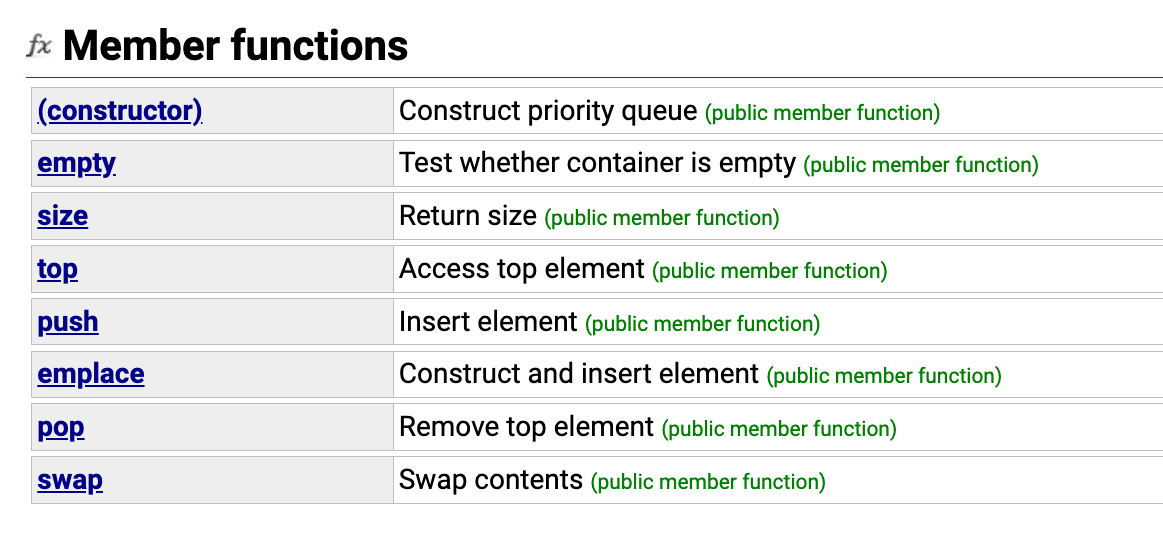 fx Member functions
(constructor) Construct priority queue (public member function)
empty Test whether container is empty (public member function)
size Return size (public member function)
top Access top element (public member function)
push Insert element (public member function)
emplace Construct and insert element (public member function)
pop Remove top element (public member function)
swap Swap contents (public member function)